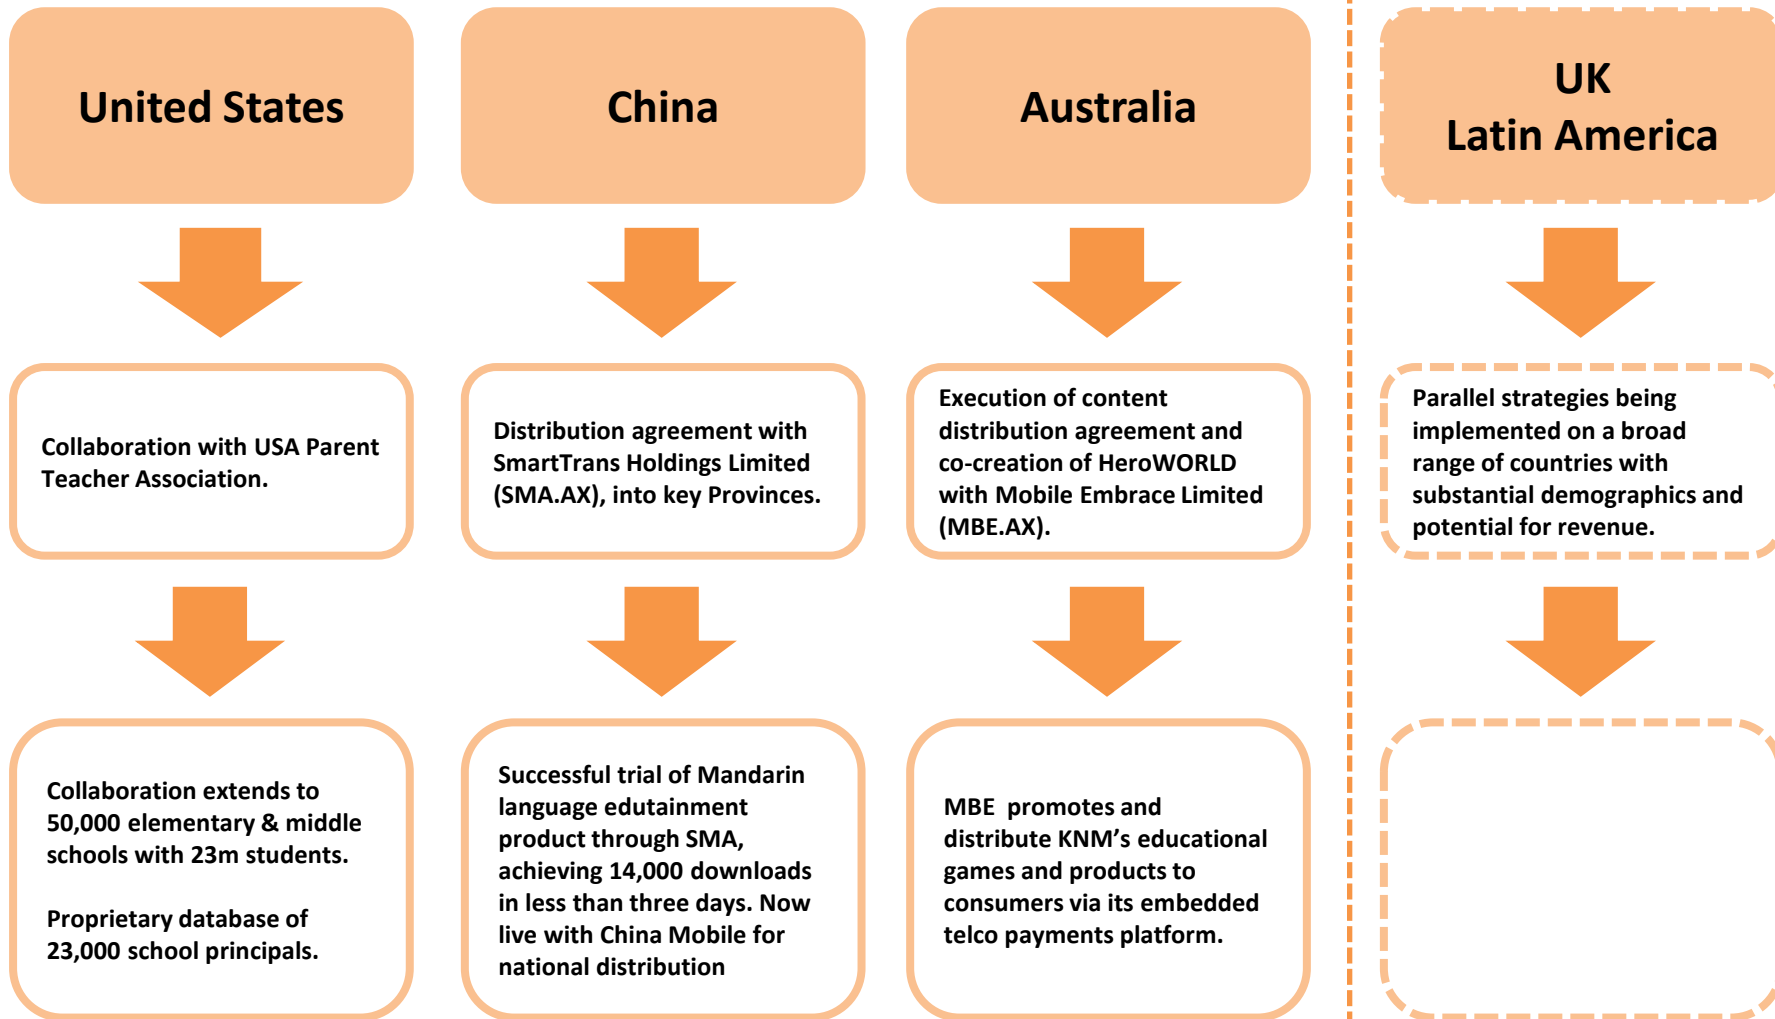 United States
China
Australia
UK
Latin America
Collaboration with USA Parent
Teacher Association.
Distribution agreement with
SmartTrans Holdings Limited
(SMA.AX), into key Provinces.
Execution of content
distribution agreement and
co-creation of HeroWORLD
with Mobile Embrace Limited
(MBE.AX).
Parallel strategies being
implemented on a broad
range of countries with
substantial demographics and
potential for revenue.
Collaboration extends to
50,000 elementary & middle
schools with 23m students.
Proprietary database of
23,000 school principals.
Successful trial of Mandarin
language edutainment
product through SMA,
achieving 14,000 downloads
in less than three days. Now
live with China Mobile for
national distribution
MBE  promotes and
distribute KNM’s educational
games and products to
consumers via its embedded
telco payments platform.